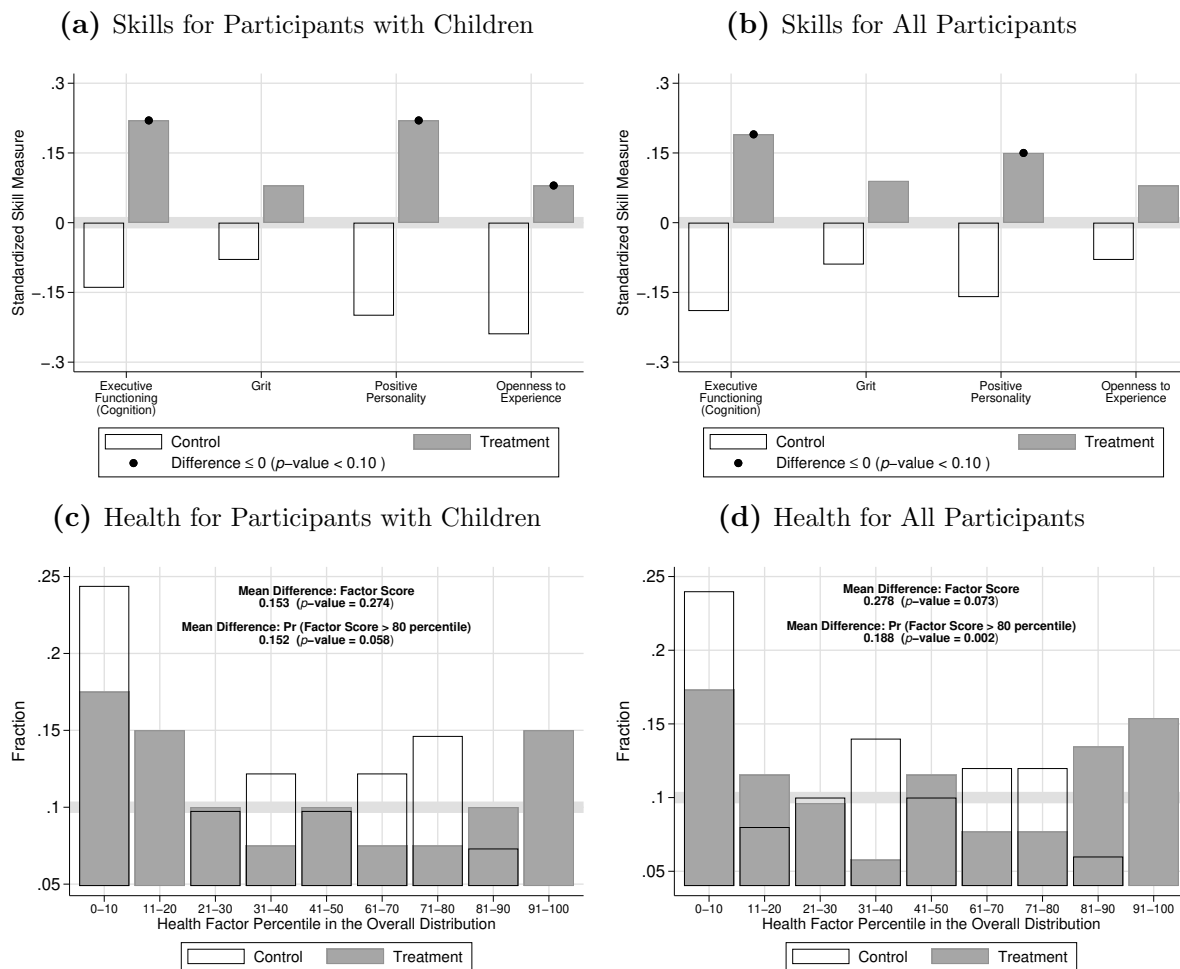 (a) Skills for Participants with Children
.3
.15
0
−.15
−.3
Standardized Skill Measure
Executive
Functioning
(Cognition)
Grit
Positive
Personality
Openness to
Experience
Control
Treatment
Difference ≤ 0 (p−value < 0.10 )
(b) Skills for All Participants
.3
.15
0
−.15
−.3
Standardized Skill Measure
Executive
Functioning
(Cognition)
Grit
Positive
Personality
Openness to
Experience
Control
Treatment
Difference ≤ 0 (p−value < 0.10 )
(c) Health for Participants with Children
.25
.2
.15
.1
.05
Fraction
Mean Difference: Factor Score
0.153 (p−value = 0.274)
Mean Difference: Pr (Factor Score > 80 percentile)
0.152 (p−value = 0.058)
0−10 11−20 21−30 31−40 41−50 61−70 71−80 81−90 91−100
Health Factor Percentile in the Overall Distribution
Control
Treatment
(d) Health for All Participants
.25
.2
.15
.1
.05
Fraction
Mean Difference: Factor Score
0.278 (p−value = 0.073)
Mean Difference: Pr (Factor Score > 80 percentile)
0.188 (p−value = 0.002)
0−10 11−20 21−30 31−40 41−50 61−70 71−80 81−90 91−100
Health Factor Percentile in the Overall Distribution
Control
Treatment